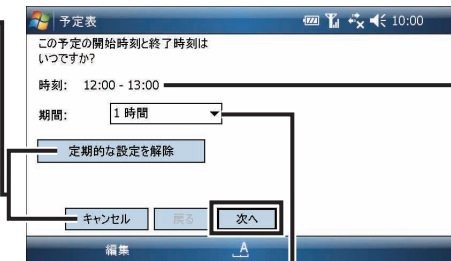 予定表 10:00
この予定の開始時刻と終了時刻は
いつですか?
時刻: 12:00 - 13:00
期間: 1 時間
定期的な設定を解除
キャンセル 戻る 次へ
編集 A